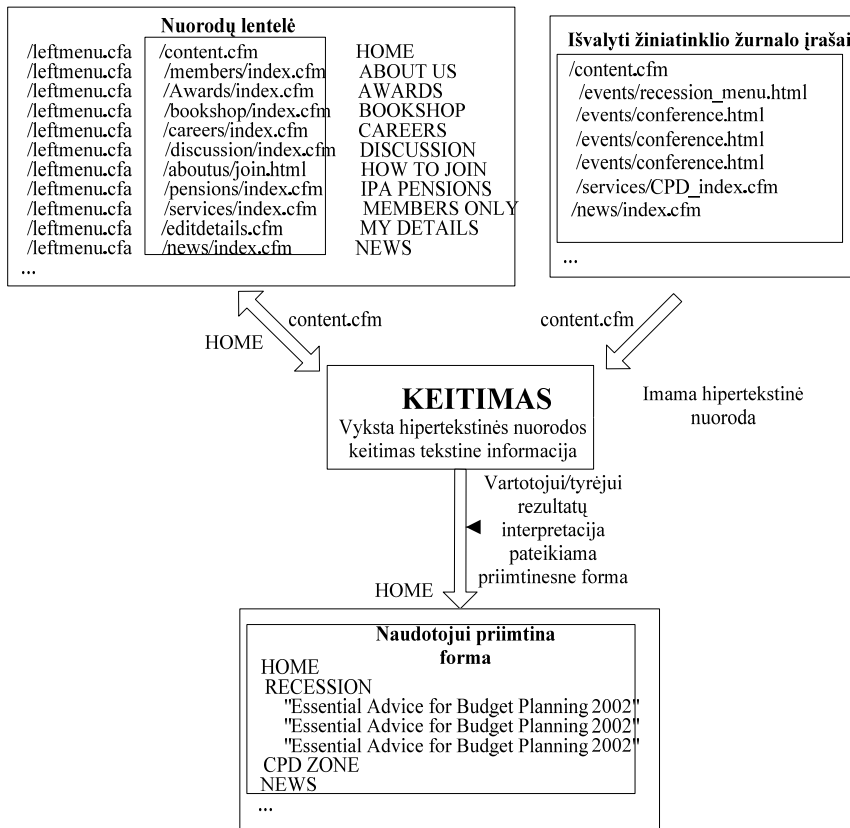 Nuorodų lentelė
/leftmenu.cfa /content.cfm HOME
/leftmenu.cfa /members/index.cfm ABOUT US
/leftmenu.cfa /Awards/index.cfm AWARDS
/leftmenu.cfa /bookshop/index.cfm BOOKSHOP
/leftmenu.cfa /careers/index.cfm CAREERS
/leftmenu.cfa /discussion/index.cfm DISCUSSION
/leftmenu.cfa /aboutus/join.html HOW TO JOIN
/leftmenu.cfa /pensions/index.cfm IPA PENSIONS
/leftmenu.cfa /services/index.cfm MEMBERS ONLY
/leftmenu.cfa /editdetails.cfm MY DETAILS
/leftmenu.cfa /news/index.cfm NEWS
...
Išvalyti žiniatinklio žurnalo įrašai
/content.cfm
/events/recession_menu.html
/events/conference.html
/events/conference.html
/events/conference.html
/services/CPD_index.cfm
/news/index.cfm
...
content.cfm
HOME
content.cfm
KEITIMAS
Vyksta hipertekstinės nuorodos
keitimas tekstine informacija
Imama hipertekstinė
nuoroda
Vartotojui/tyrėjui
rezultatų
interpretacija
pateikiama
priimtinesne forma
HOME
Naudotojui priimtina
forma
HOME
RECESSION
"Essential Advice for Budget Planning 2002"
"Essential Advice for Budget Planning 2002"
"Essential Advice for Budget Planning 2002"
CPD ZONE
NEWS
...